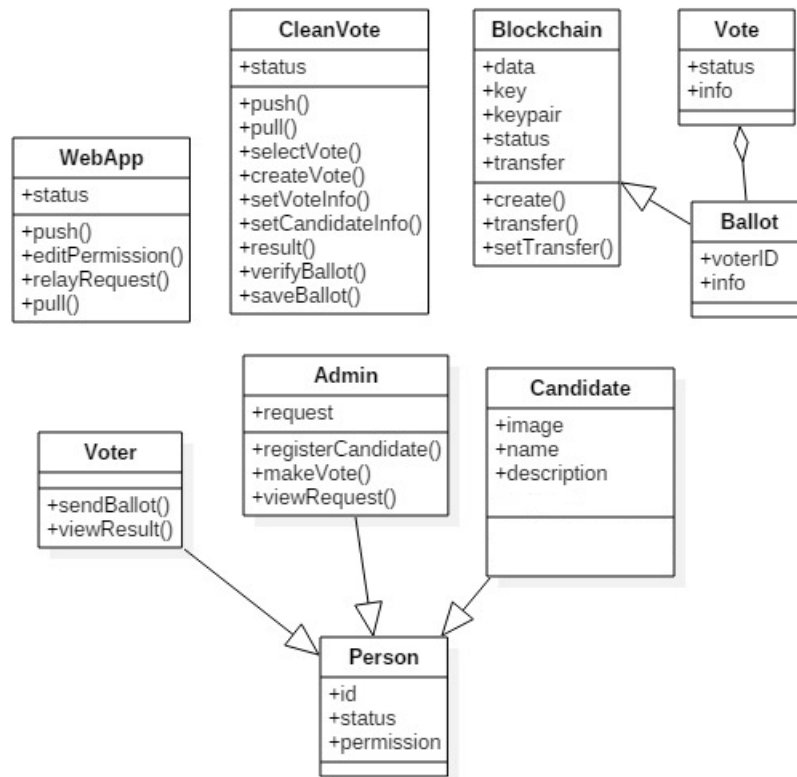 WebApp
+status
+push()
+editPermission()
+relayRequest()
+pull()
CleanVote
+status
+push()
+pull()
+selectVote()
+createVote()
+setVoteInfo()
+setCandidateInfo()
+result()
+verifyBallot()
+saveBallot()
Blockchain
+data
+key
+keypair
+status
+transfer
+create()
+transfer()
+setTransfer()
Vote
+status
+info
Ballot
+voterID
+info
Voter
+sendBallot()
+viewResult()
Admin
+request
+registerCandidate()
+makeVote()
+viewRequest()
Candidate
+image
+name
+description
Person
+id
+status
+permission